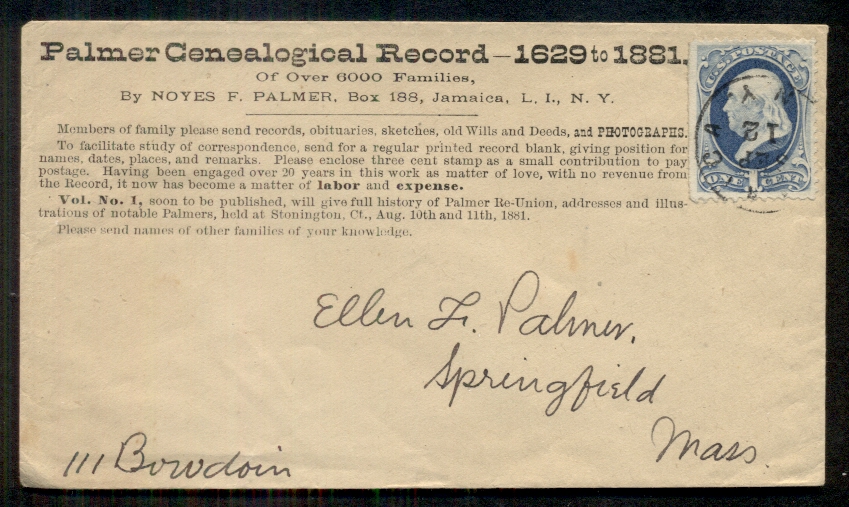 Palmer Genealogical Record — 1629 to 1881,
Of Over 6000 Families,
By NOYES F. PALMER, Box 188, Jamaica, L. I., N. Y.
Members of family please send records, obituaries, sketches, old Wills and Deeds, and PHOTOGRAPHS.
To facilitate study of correspondence, send for a regular printed record blank, giving position for
names, dates, places, and remarks. Please enclose three cent stamp as a small contribution to pay
postage. Having been engaged over 20 years in this work as matter of love, with no revenue from
the Record, it now has become a matter of labor and expense.
Vol. No. 1, soon to be published, will give full history of Palmer Re-Union, addresses and illus-
trations of notable Palmers, held at Stonington, Ct., Aug. 10th and 11th, 1881.
Please send names of other families of your knowledge.
U.S. POSTAGE
12
SEP
ONE CENT
Ellen F. Palmer,
Springfield
Mass.
111 Bowdoin